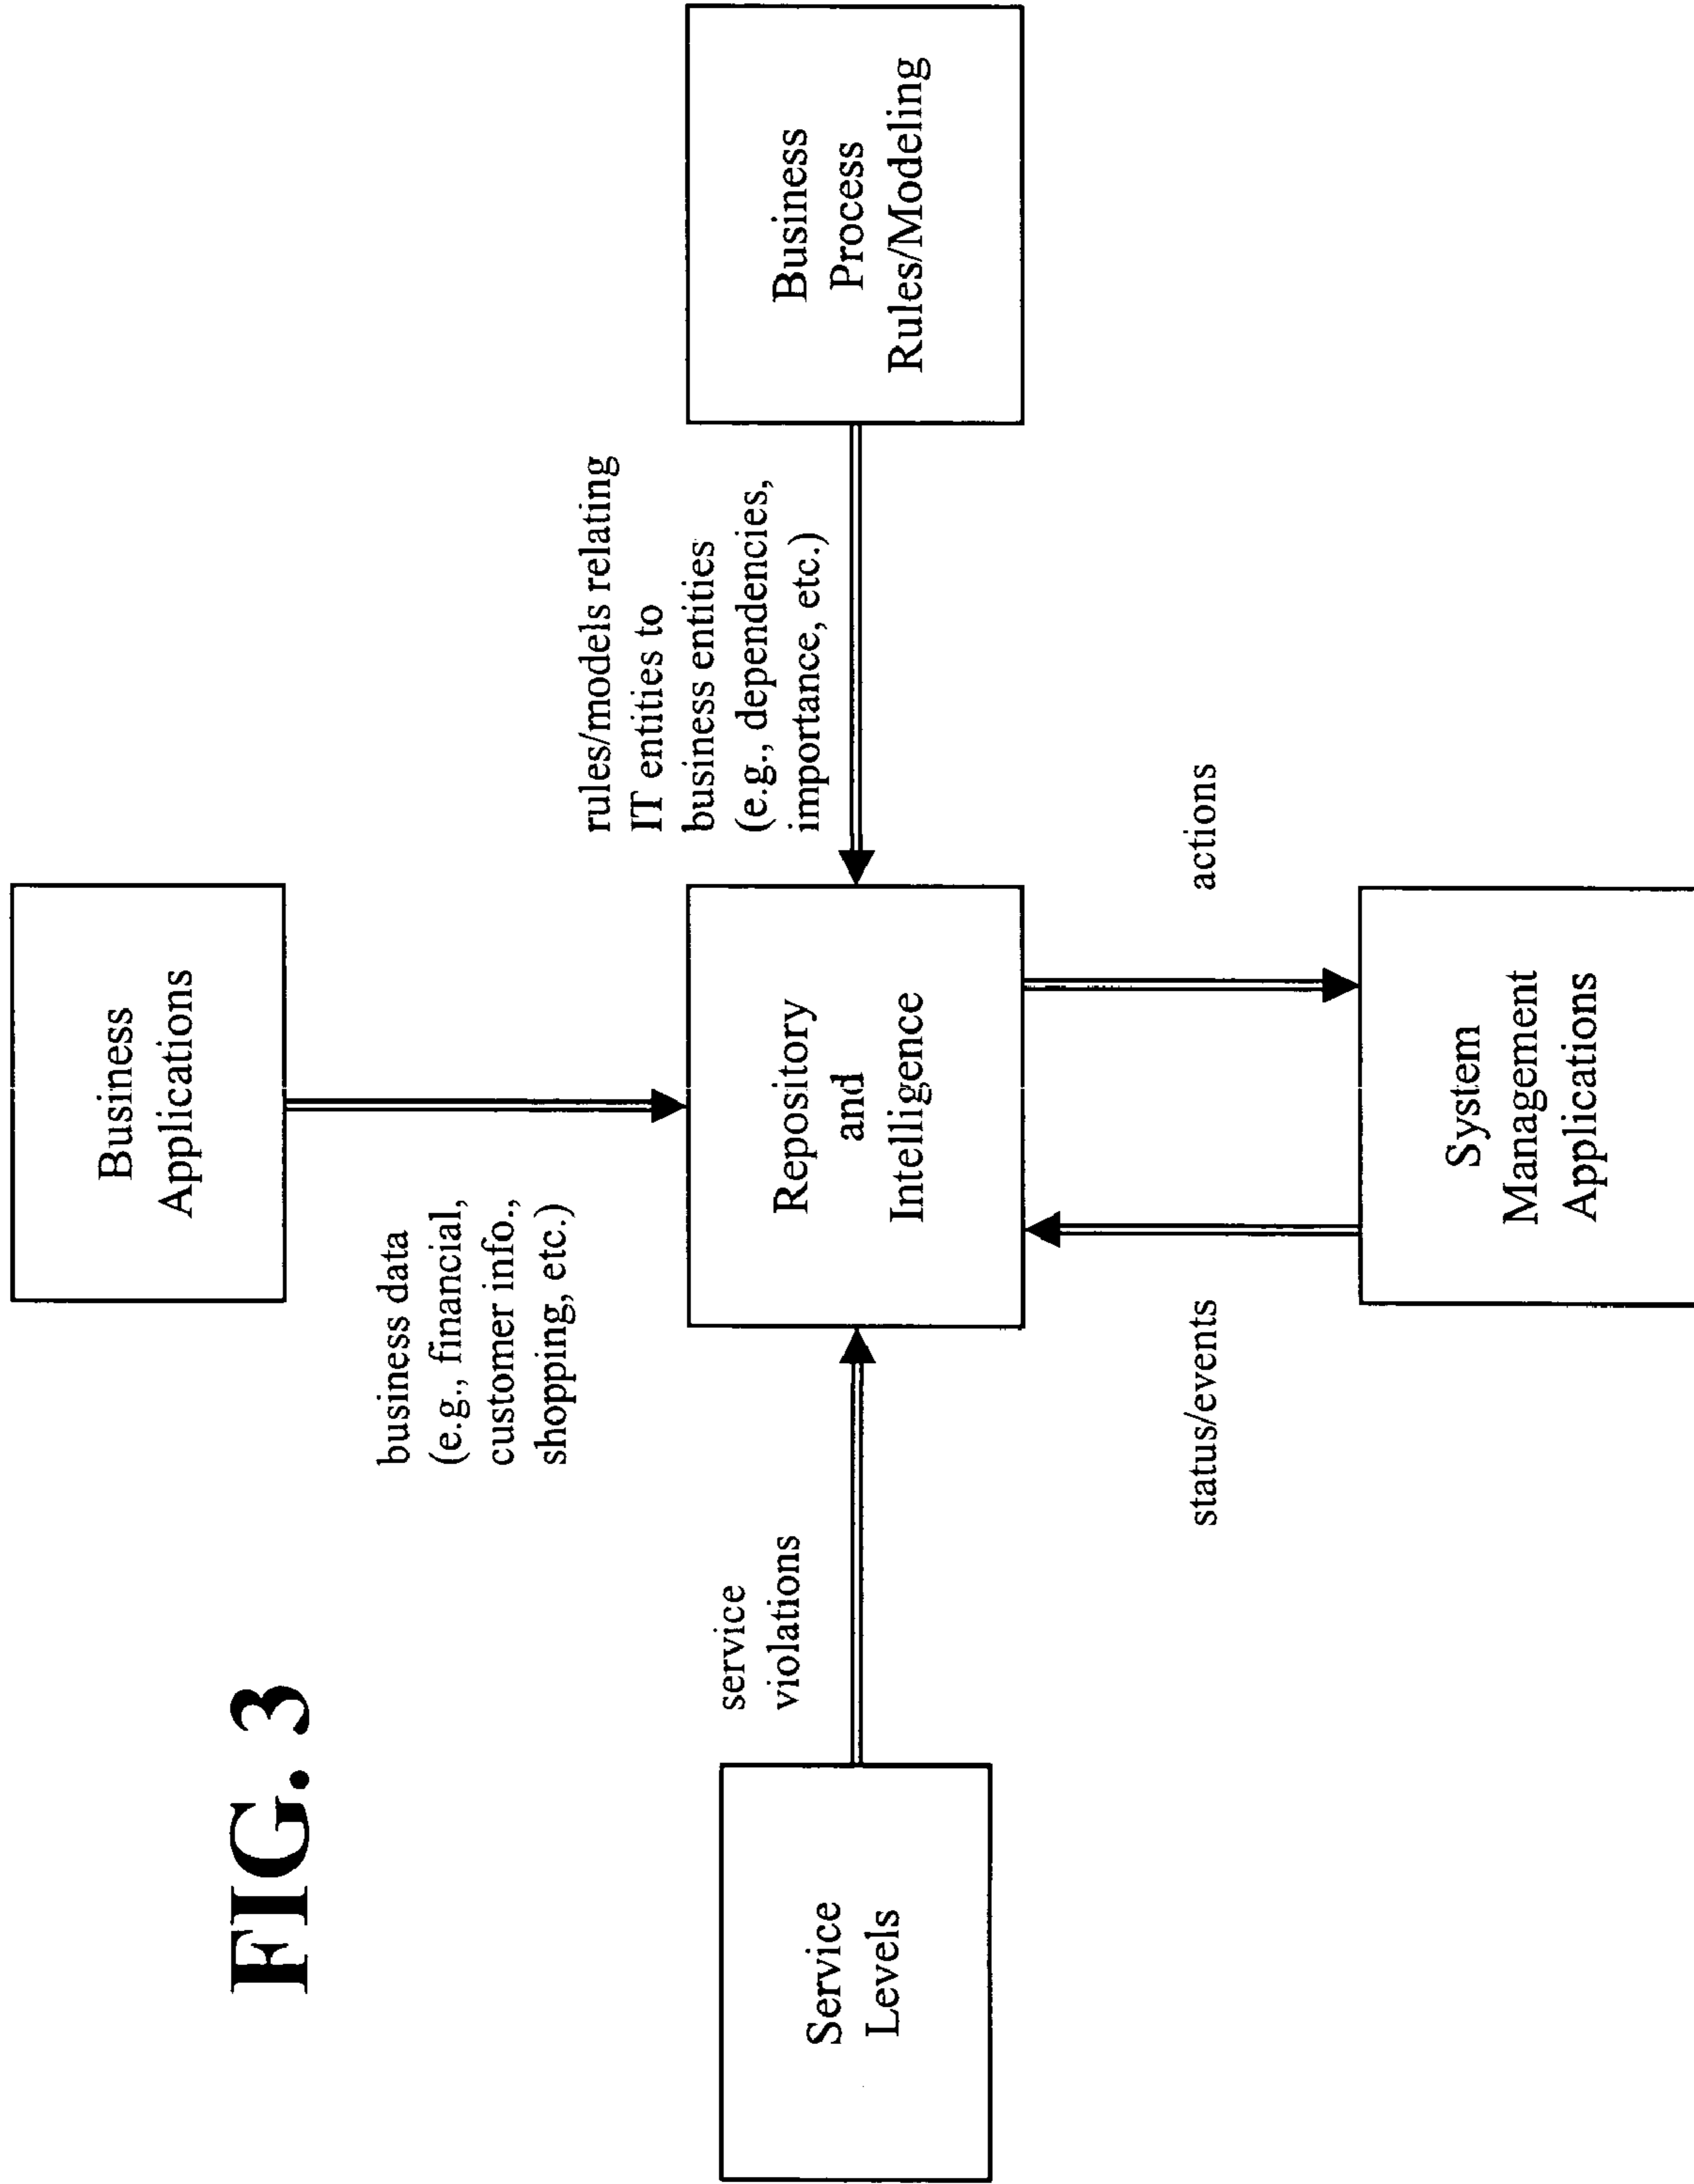 FIG. 3
Business
Applications
business data
(e.g., financial,
customer info.,
shopping, etc.)
rules/models relating
IT entities to
business entities
(e.g., dependencies,
importance, etc.)
service
violations
Service
Levels
Repository
and
Intelligence
Business
Process
Rules/Modeling
status/events
actions
System
Management
Applications